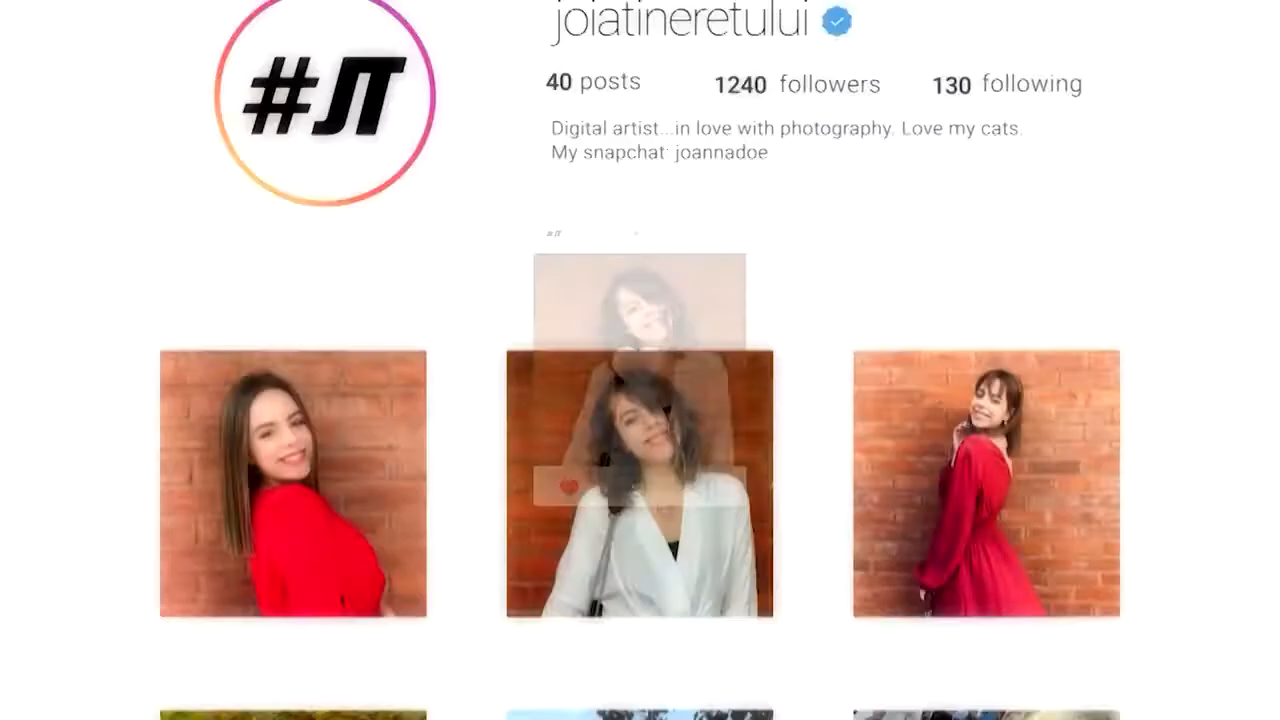 joiatineretului
#JT
40 posts 1240 followers 130 following
Digital artist...in love with photography. Love my cats.
My snapchat: joannadoe
#JT